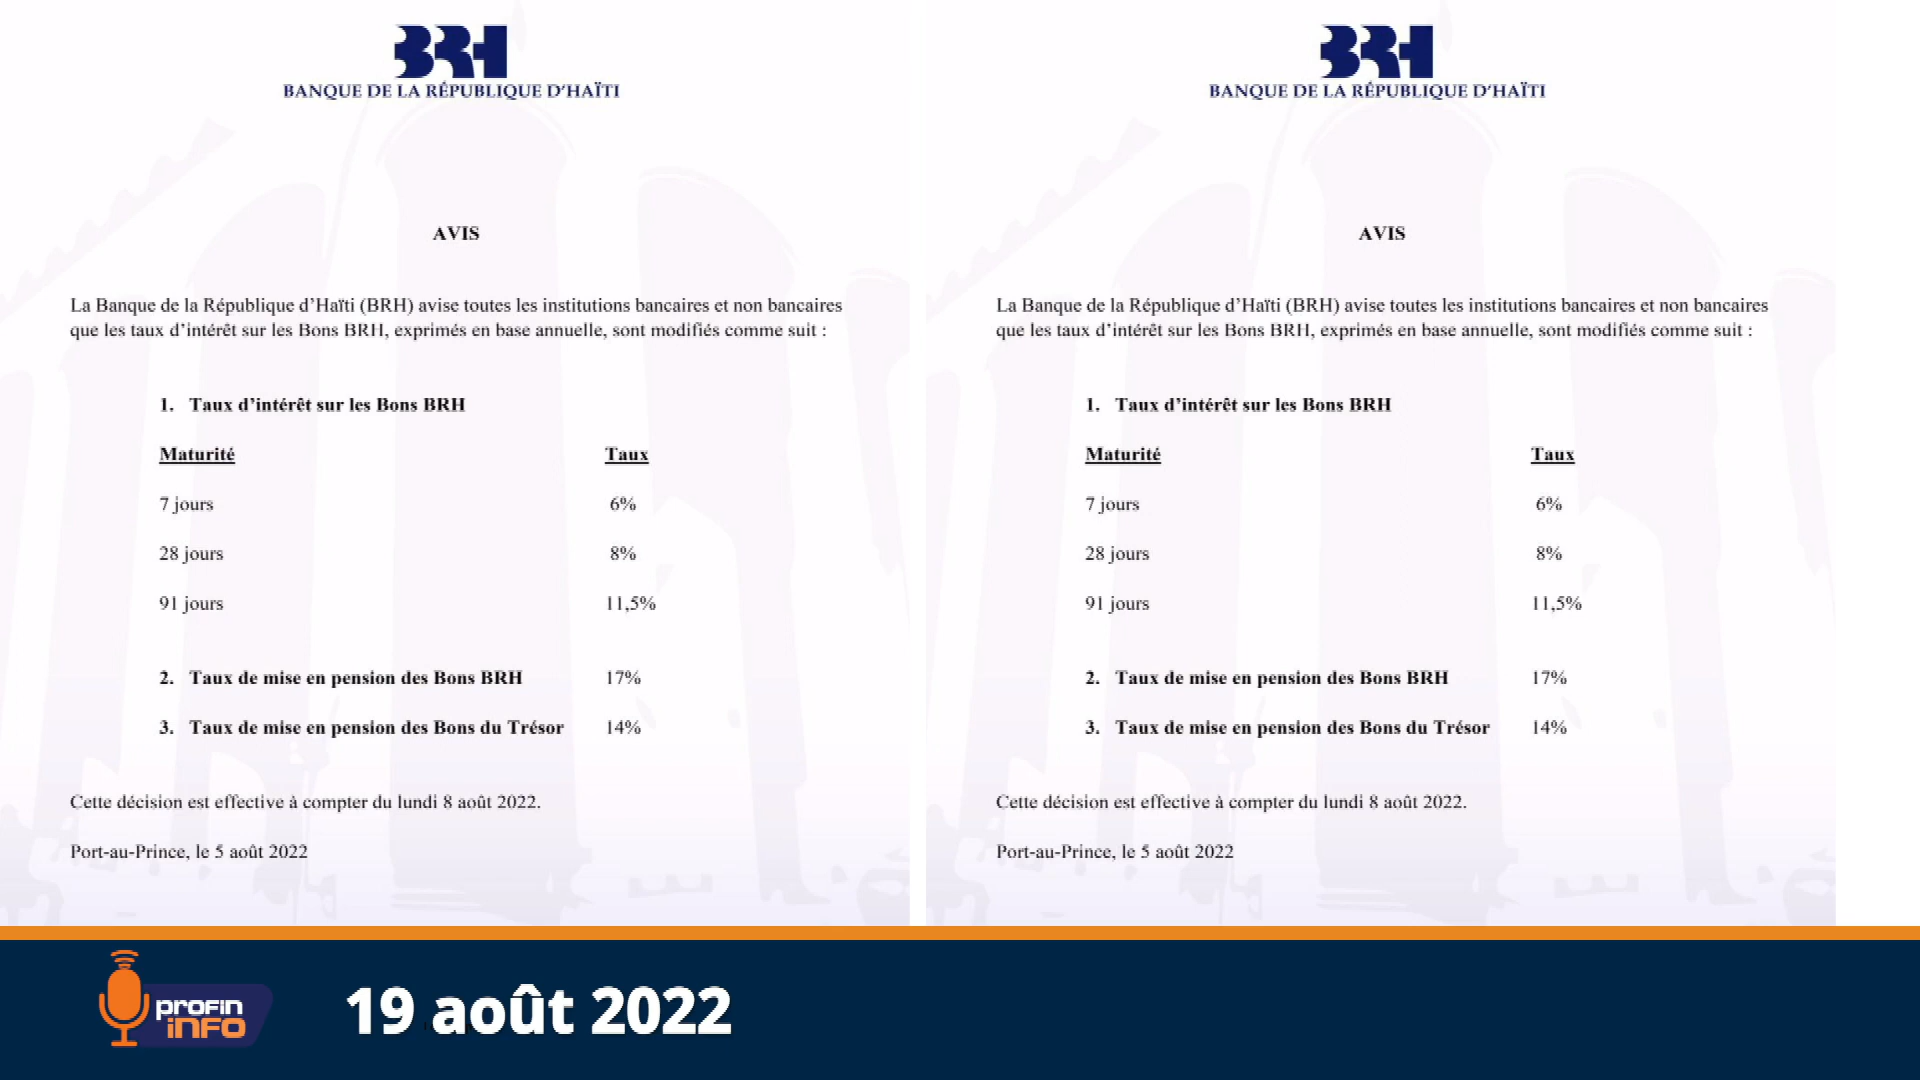 BRH
BANQUE DE LA RÉPUBLIQUE D'HAÏTI
AVIS
La Banque de la République d'Haïti (BRH) avise toutes les institutions bancaires et non bancaires
que les taux d'intérêt sur les Bons BRH, exprimés en base annuelle, sont modifiés comme suit :
1. Taux d'intérêt sur les Bons BRH
Maturité Taux
7 jours 6%
28 jours 8%
91 jours 11,5%
2. Taux de mise en pension des Bons BRH 17%
3. Taux de mise en pension des Bons du Trésor 14%
Cette décision est effective à compter du lundi 8 août 2022.
Port-au-Prince, le 5 août 2022
BRH
BANQUE DE LA RÉPUBLIQUE D'HAÏTI
AVIS
La Banque de la République d'Haïti (BRH) avise toutes les institutions bancaires et non bancaires
que les taux d'intérêt sur les Bons BRH, exprimés en base annuelle, sont modifiés comme suit :
1. Taux d'intérêt sur les Bons BRH
Maturité Taux
7 jours 6%
28 jours 8%
91 jours 11,5%
2. Taux de mise en pension des Bons BRH 17%
3. Taux de mise en pension des Bons du Trésor 14%
Cette décision est effective à compter du lundi 8 août 2022.
Port-au-Prince, le 5 août 2022
profin
info
19 août 2022